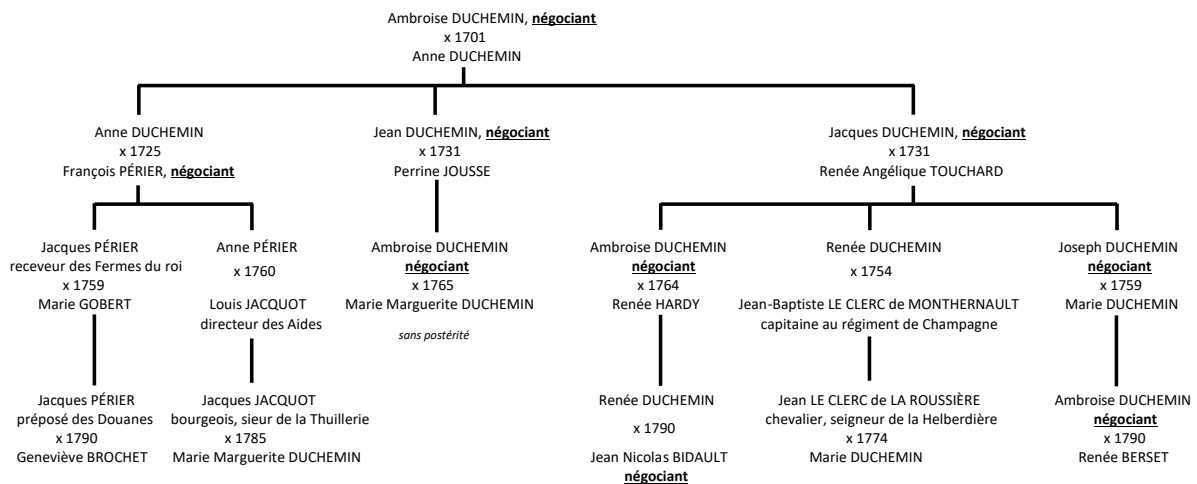 Ambroise DUCHEMIN, négociant
x 1701
Anne DUCHEMIN
Anne DUCHEMIN
x 1725
François PÉRIER, négociant
Jean DUCHEMIN, négociant
x 1731
Perrine JOUSSE
Jacques DUCHEMIN, négociant
x 1731
Renée Angélique TOUCHARD
Jacques PÉRIER
receveur des Fermes du roi
x 1759
Marie GOBERT
Anne PÉRIER
x 1760
Louis JACQUOT
directeur des Aides
Ambroise DUCHEMIN
négociant
x 1765
Marie Marguerite DUCHEMIN
sans postérité
Ambroise DUCHEMIN
négociant
x 1764
Renée HARDY
Renée DUCHEMIN
x 1754
Jean-Baptiste LE CLERC de MONTHERNAULT
capitaine au régiment de Champagne
Joseph DUCHEMIN
négociant
x 1759
Marie DUCHEMIN
Jacques PÉRIER
préposé des Douanes
x 1790
Geneviève BROCHET
Jacques JACQUOT
bourgeois, sieur de la Thuillerie
x 1785
Marie Marguerite DUCHEMIN
Renée DUCHEMIN
x 1790
Jean Nicolas BIDAULT
négociant
Jean LE CLERC de LA ROUSSIÈRE
chevalier, seigneur de la Helberdière
x 1774
Marie DUCHEMIN
Ambroise DUCHEMIN
négociant
x 1790
Renée BERSET